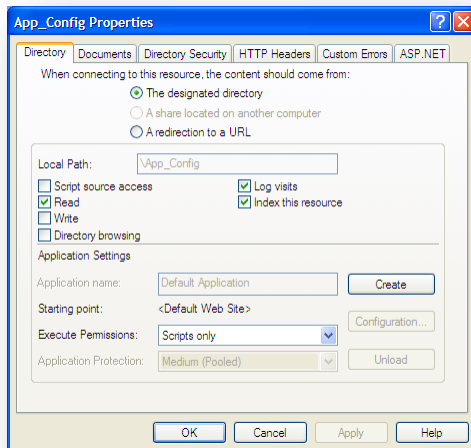 App_Config Properties
Directory Documents Directory Security HTTP Headers Custom Errors ASP.NET
When connecting to this resource, the content should come from:
The designated directory
A share located on another computer
A redirection to a URL
Local Path: \App_Config
Script source access Log visits
Read Index this resource
Write
Directory browsing
Application Settings
Application name: Default Application Create
Starting point: <Default Web Site>
Configuration...
Execute Permissions: Scripts only
Application Protection: Medium (Pooled) Unload
OK Cancel Apply Help